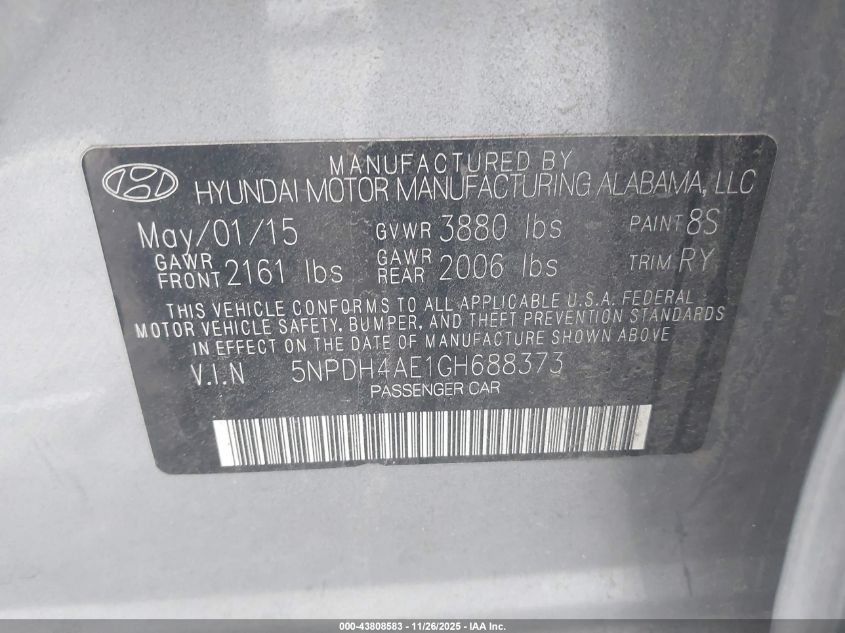 MANUFACTURED BY
HYUNDAI MOTOR MANUFACTURING ALABAMA, LLC
May/01/15 GVWR 3880 lbs PAINT 8S
GAWR FRONT 2161 lbs GAWR REAR 2006 lbs TRIM RY
THIS VEHICLE CONFORMS TO ALL APPLICABLE U.S.A. FEDERAL
MOTOR VEHICLE SAFETY, BUMPER, AND THEFT PREVENTION STANDARDS
IN EFFECT ON THE DATE OF MANUFACTURE SHOWN ABOVE
V.I.N 5NPDH4AE1GH688373
PASSENGER CAR
000-43808583 - 11/26/2025 - IAA Inc.